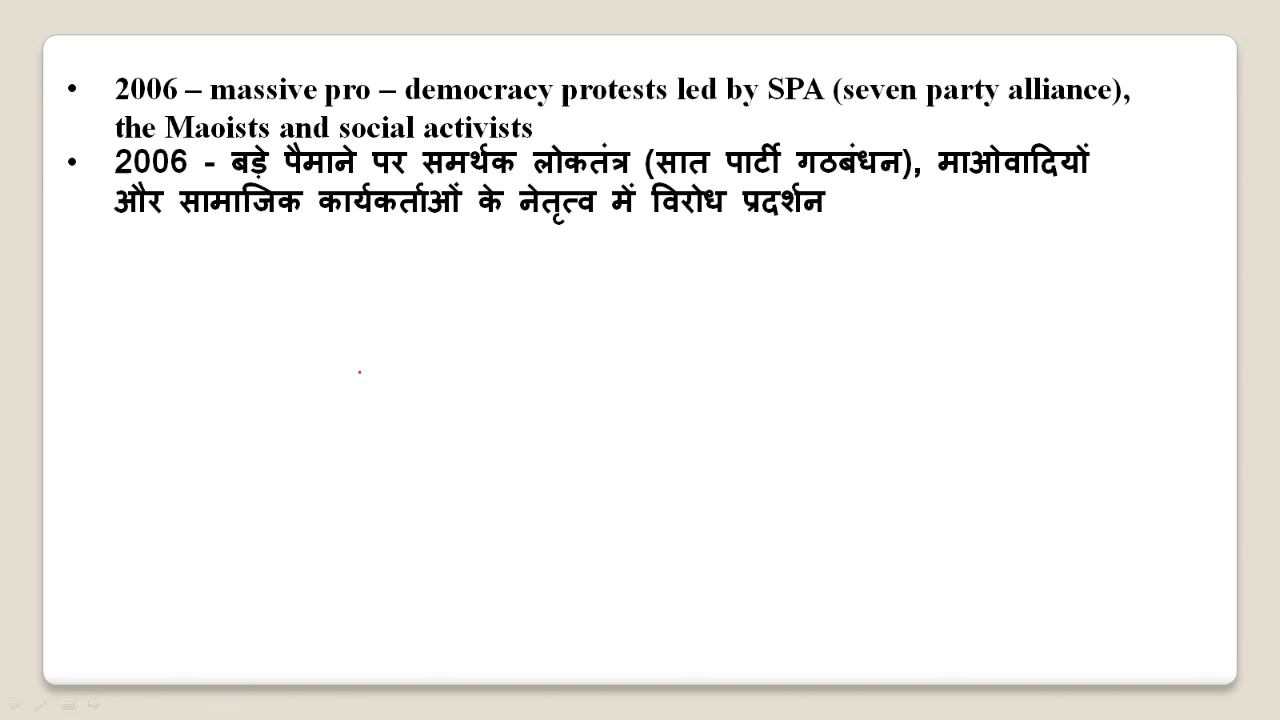 • 2006 – massive pro – democracy protests led by SPA (seven party alliance),
the Maoists and social activists
• 2006 - बड़े पैमाने पर समर्थक लोकतंत्र (सात पार्टी गठबंधन), माओवादियों
और सामाजिक कार्यकर्ताओं के नेतृत्व में विरोध प्रदर्शन